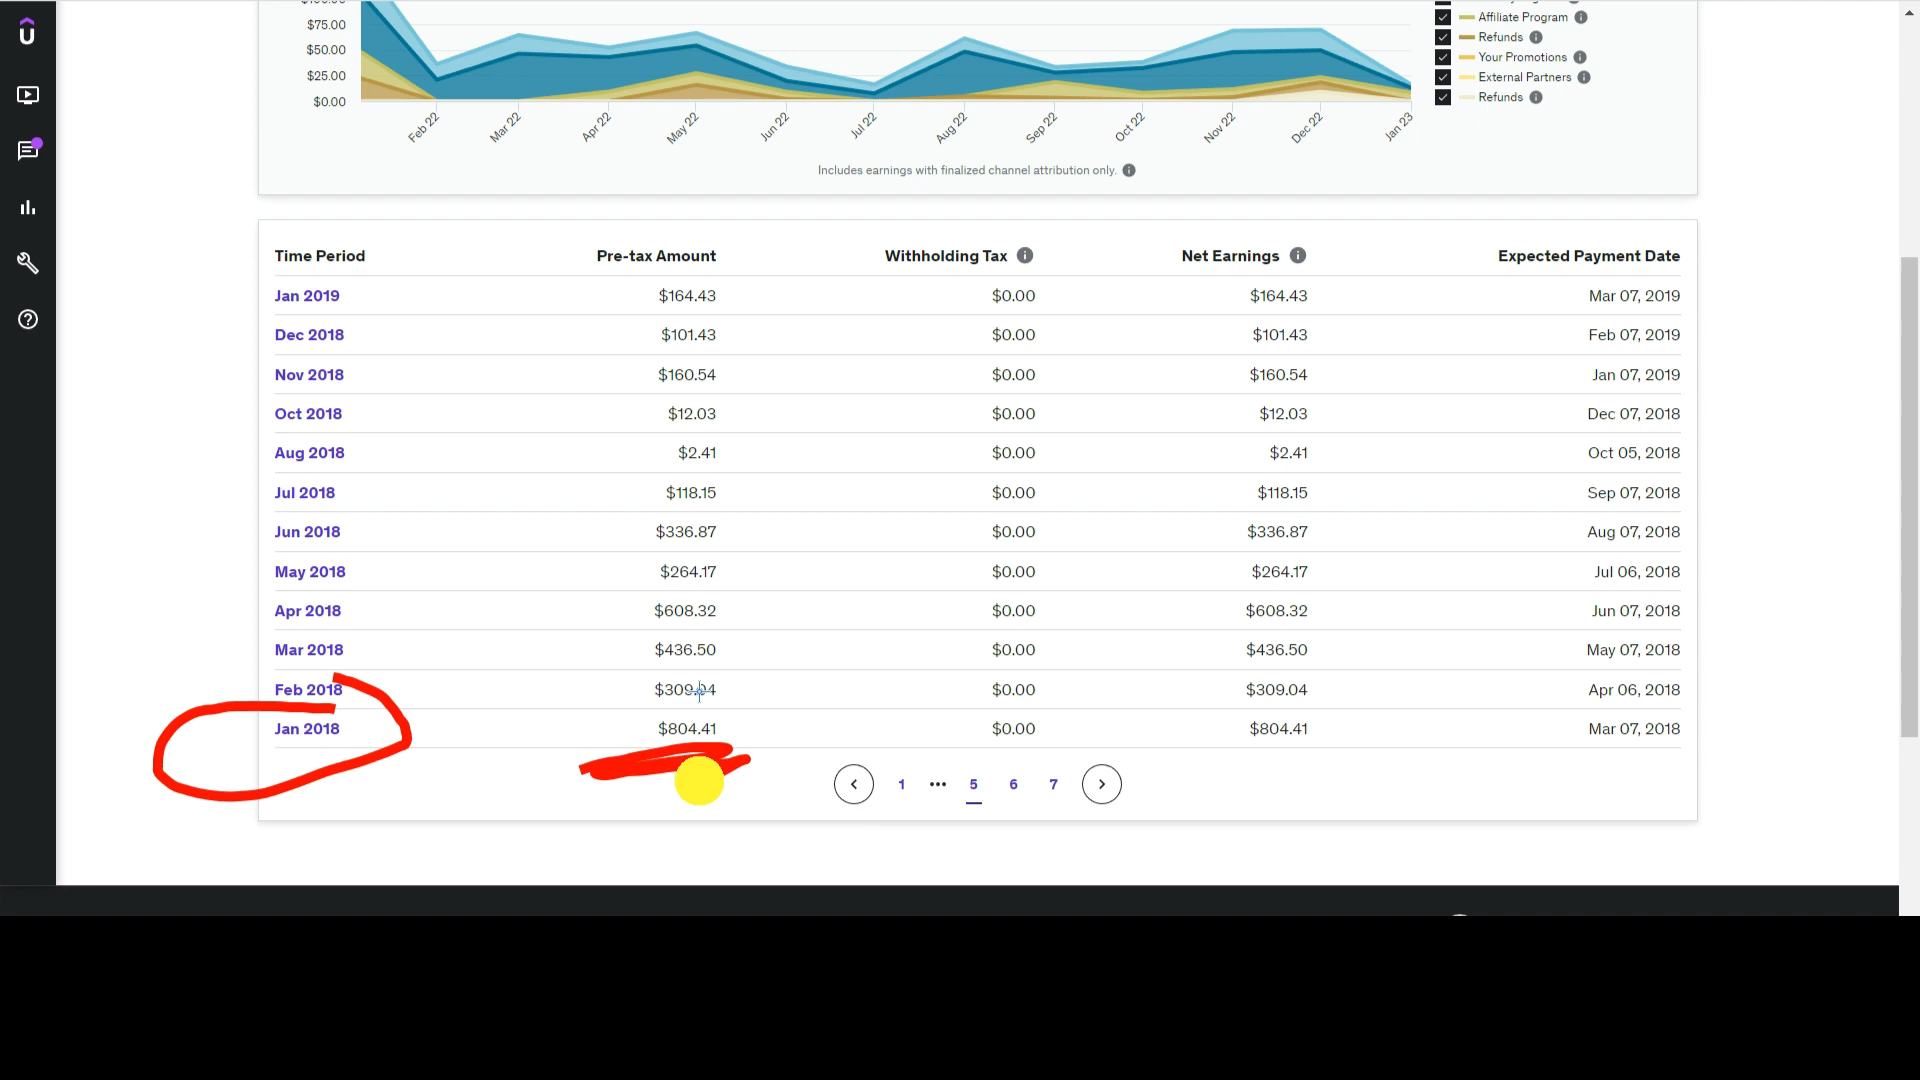 $75.00
$50.00
$25.00
$0.00
Feb 22
Mar 22
Apr 22
May 22
Jun 22
Jul 22
Aug 22
Sep 22
Oct 22
Nov 22
Dec 22
Jan 23
Affiliate Program
Refunds
Your Promotions
External Partners
Refunds
Includes earnings with finalized channel attribution only.
Time Period Pre-tax Amount Withholding Tax Net Earnings Expected Payment Date
Jan 2019 $164.43 $0.00 $164.43 Mar 07, 2019
Dec 2018 $101.43 $0.00 $101.43 Feb 07, 2019
Nov 2018 $160.54 $0.00 $160.54 Jan 07, 2019
Oct 2018 $12.03 $0.00 $12.03 Dec 07, 2018
Aug 2018 $2.41 $0.00 $2.41 Oct 05, 2018
Jul 2018 $118.15 $0.00 $118.15 Sep 07, 2018
Jun 2018 $336.87 $0.00 $336.87 Aug 07, 2018
May 2018 $264.17 $0.00 $264.17 Jul 06, 2018
Apr 2018 $608.32 $0.00 $608.32 Jun 07, 2018
Mar 2018 $436.50 $0.00 $436.50 May 07, 2018
Feb 2018 $309.04 $0.00 $309.04 Apr 06, 2018
Jan 2018 $804.41 $0.00 $804.41 Mar 07, 2018
1 ••• 5 6 7